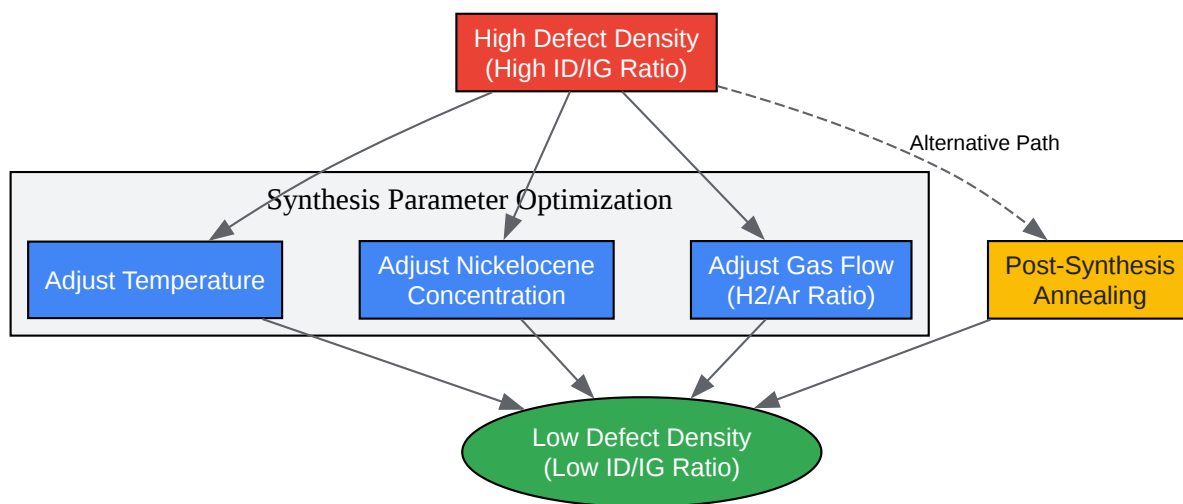 High Defect Density
(High ID/IG Ratio)
Alternative Path
Synthesis Parameter Optimization
Adjust Temperature
Adjust Nickelocene
Concentration
Adjust Gas Flow
(H2/Ar Ratio)
Post-Synthesis
Annealing
Low Defect Density
(Low ID/IG Ratio)